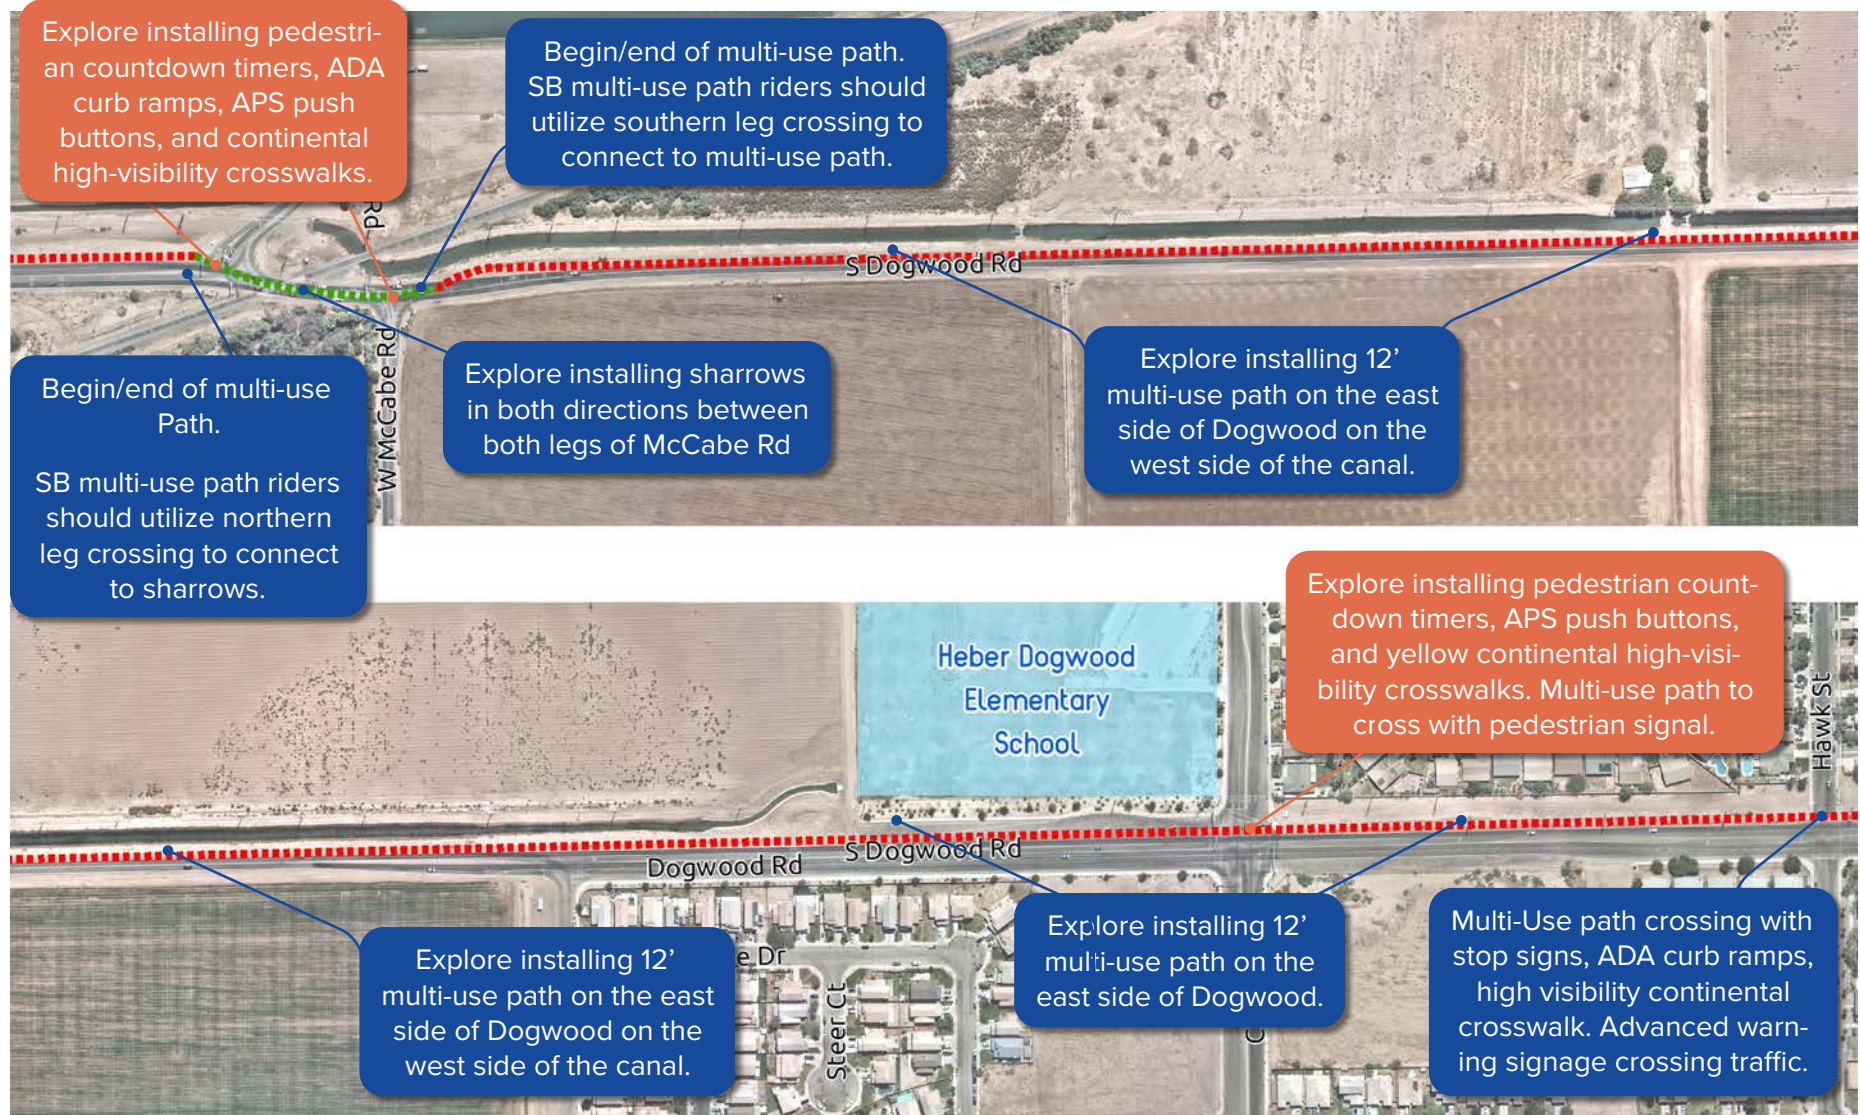 Explore installing pedestri-
an countdown timers, ADA
curb ramps, APS push
buttons, and continental
high-visibility crosswalks.
Begin/end of multi-use path.
SB multi-use path riders should
utilize southern leg crossing to
connect to multi-use path.
Rd
S Dogwood Rd
W McCabe Rd
Begin/end of multi-use
Path.
SB multi-use path riders
should utilize northern
leg crossing to connect
to sharrows.
Explore installing sharrows
in both directions between
both legs of McCabe Rd
Explore installing 12’
multi-use path on the east
side of Dogwood on the
west side of the canal.
Heber Dogwood
Elementary
School
Explore installing pedestrian count-
down timers, APS push buttons,
and yellow continental high-visi-
bility crosswalks. Multi-use path to
cross with pedestrian signal.
Hawk St
Dogwood Rd
S Dogwood Rd
Explore installing 12’
multi-use path on the east
side of Dogwood on the
west side of the canal.
e Dr
Steer Ct
Explore installing 12’
multi-use path on the
east side of Dogwood.
C
Multi-Use path crossing with
stop signs, ADA curb ramps,
high visibility continental
crosswalk. Advanced warn-
ing signage crossing traffic.